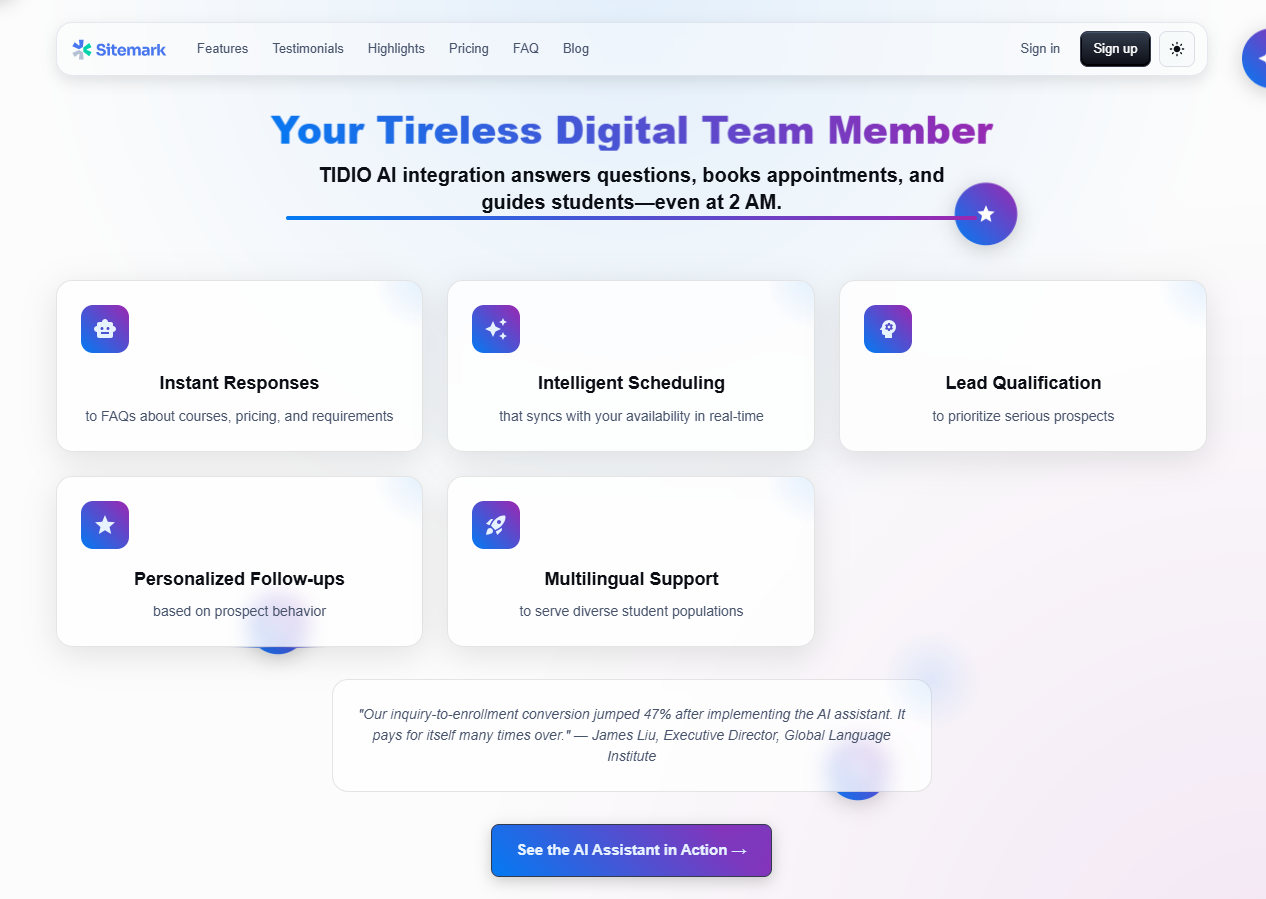 Sitemark
Features Testimonials Highlights Pricing FAQ Blog
Sign in Sign up
Your Tireless Digital Team Member
TIDIO AI integration answers questions, books appointments, and
guides students—even at 2 AM.
Instant Responses
to FAQs about courses, pricing, and requirements
Intelligent Scheduling
that syncs with your availability in real-time
Lead Qualification
to prioritize serious prospects
Personalized Follow-ups
based on prospect behavior
Multilingual Support
to serve diverse student populations
"Our inquiry-to-enrollment conversion jumped 47% after implementing the AI assistant. It
pays for itself many times over." — James Liu, Executive Director, Global Language
Institute
See the AI Assistant in Action →